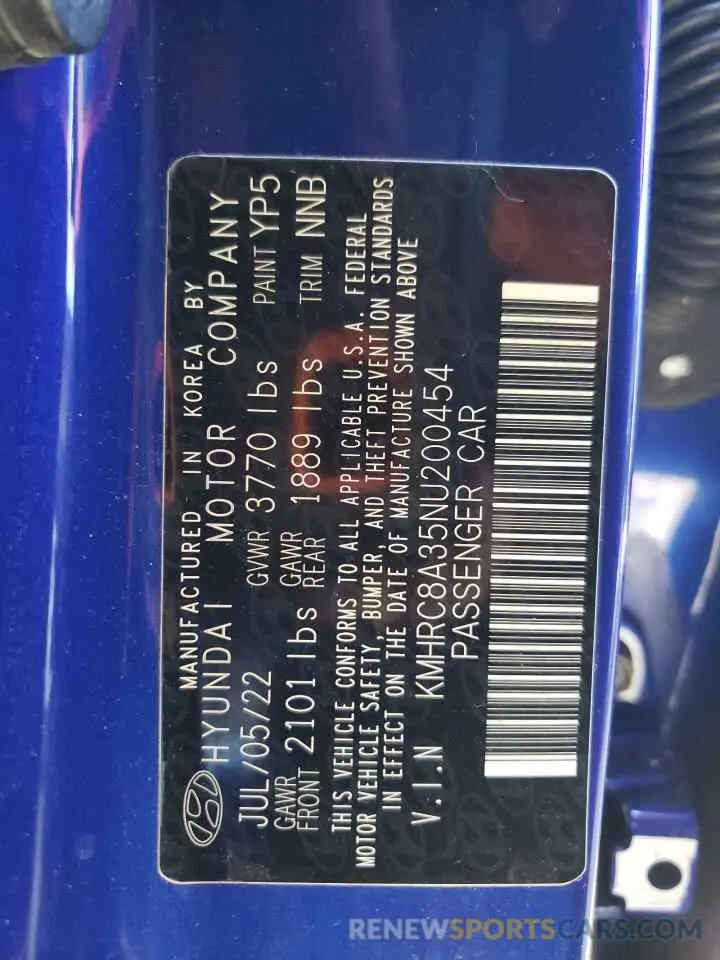 MANUFACTURED IN KOREA BY
HYUNDAI MOTOR COMPANY
JUL/05/22 GVWR 3770 lbs PAINT YP5
GAWR FRONT 2101 lbs GAWR REAR 1889 lbs TRIM NNB
THIS VEHICLE CONFORMS TO ALL APPLICABLE U.S.A. FEDERAL
MOTOR VEHICLE SAFETY, BUMPER, AND THEFT PREVENTION STANDARDS
IN EFFECT ON THE DATE OF MANUFACTURE SHOWN ABOVE
V.I.N KMHRC8A35NU200454
PASSENGER CAR
RENEWSPORTSCARS.COM